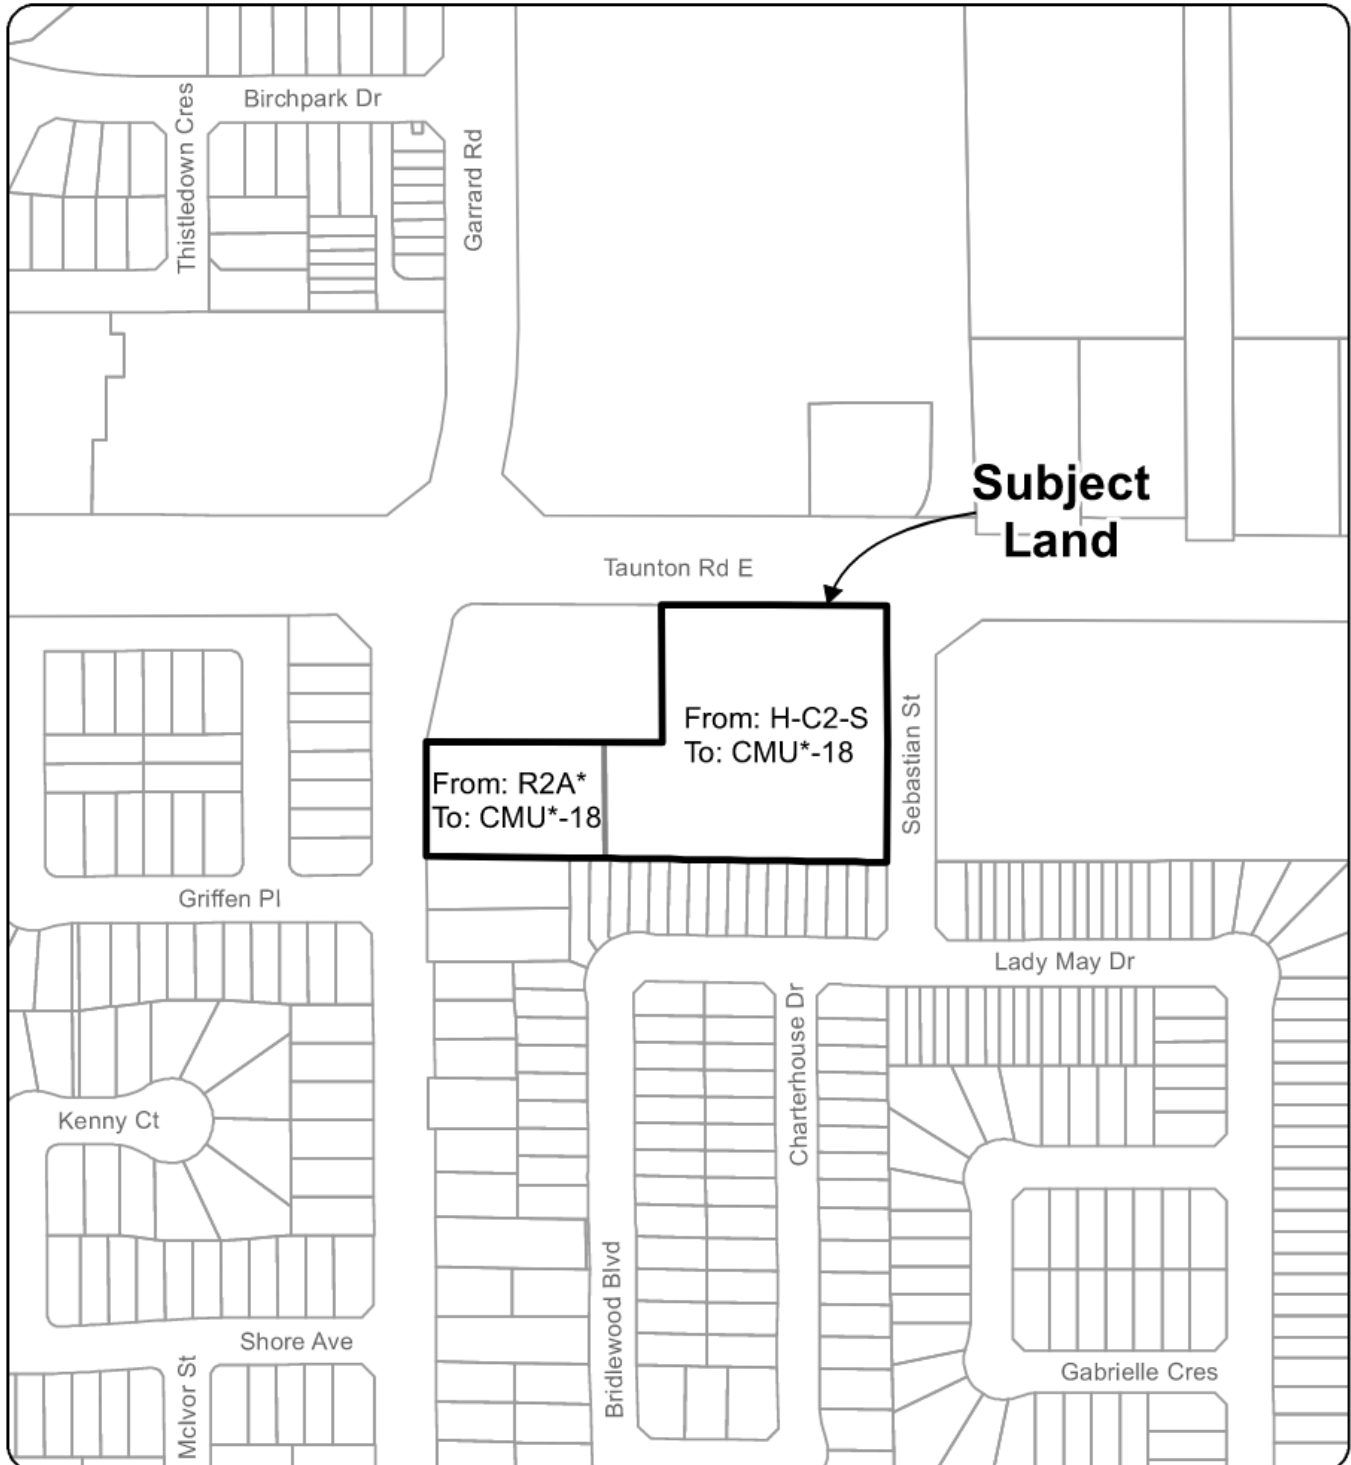 Birchpark Dr
Thistledown Cres
Garrard Rd
Subject
Land
Taunton Rd E
From: H-C2-S
To: CMU*-18
Sebastian St
From: R2A*
To: CMU*-18
Griffen Pl
Lady May Dr
Charterhouse Dr
Kenny Ct
Bridlewood Blvd
Shore Ave
McIvor St
Gabrielle Cres